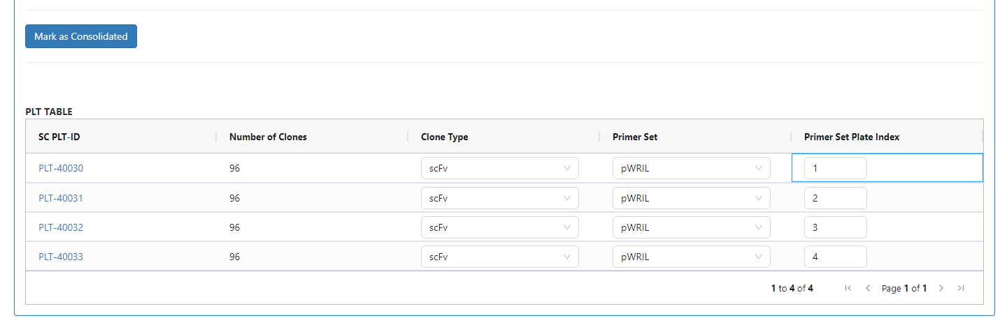 Mark as Consolidated
PLT TABLE
SC PLT-ID Number of Clones Clone Type Primer Set Primer Set Plate Index
PLT-40030 96 scFv pWRIL 1
PLT-40031 96 scFv pWRIL 2
PLT-40032 96 scFv pWRIL 3
PLT-40033 96 scFv pWRIL 4
1 to 4 of 4 Page 1 of 1